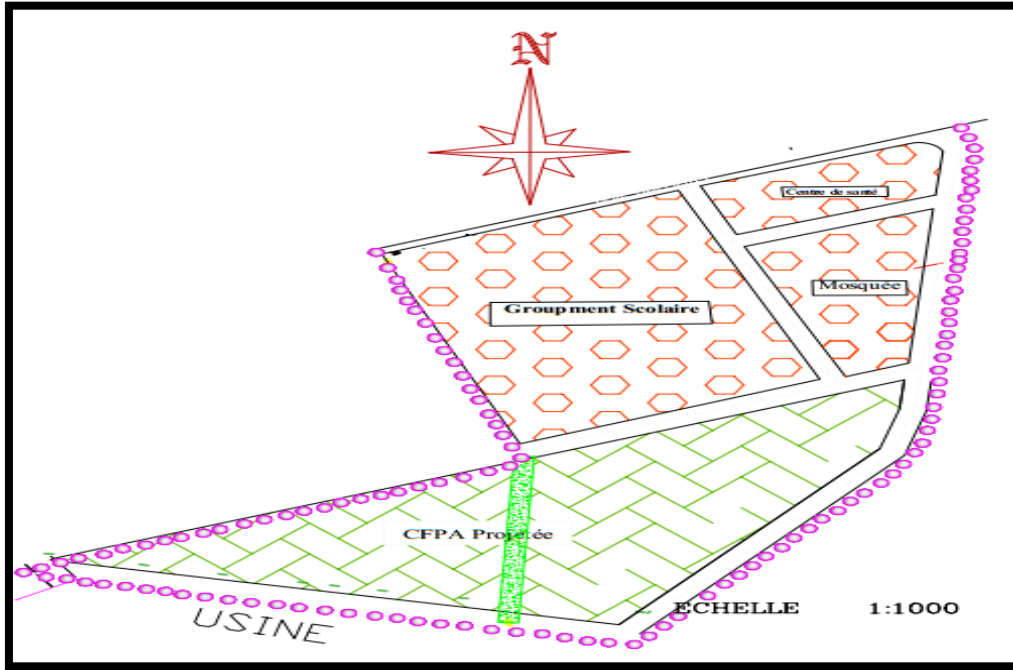 N
Centre de santé
Mosquée
Groupment Scolaire
CFPA Projetée
ECHELLE 1:1000
USINE